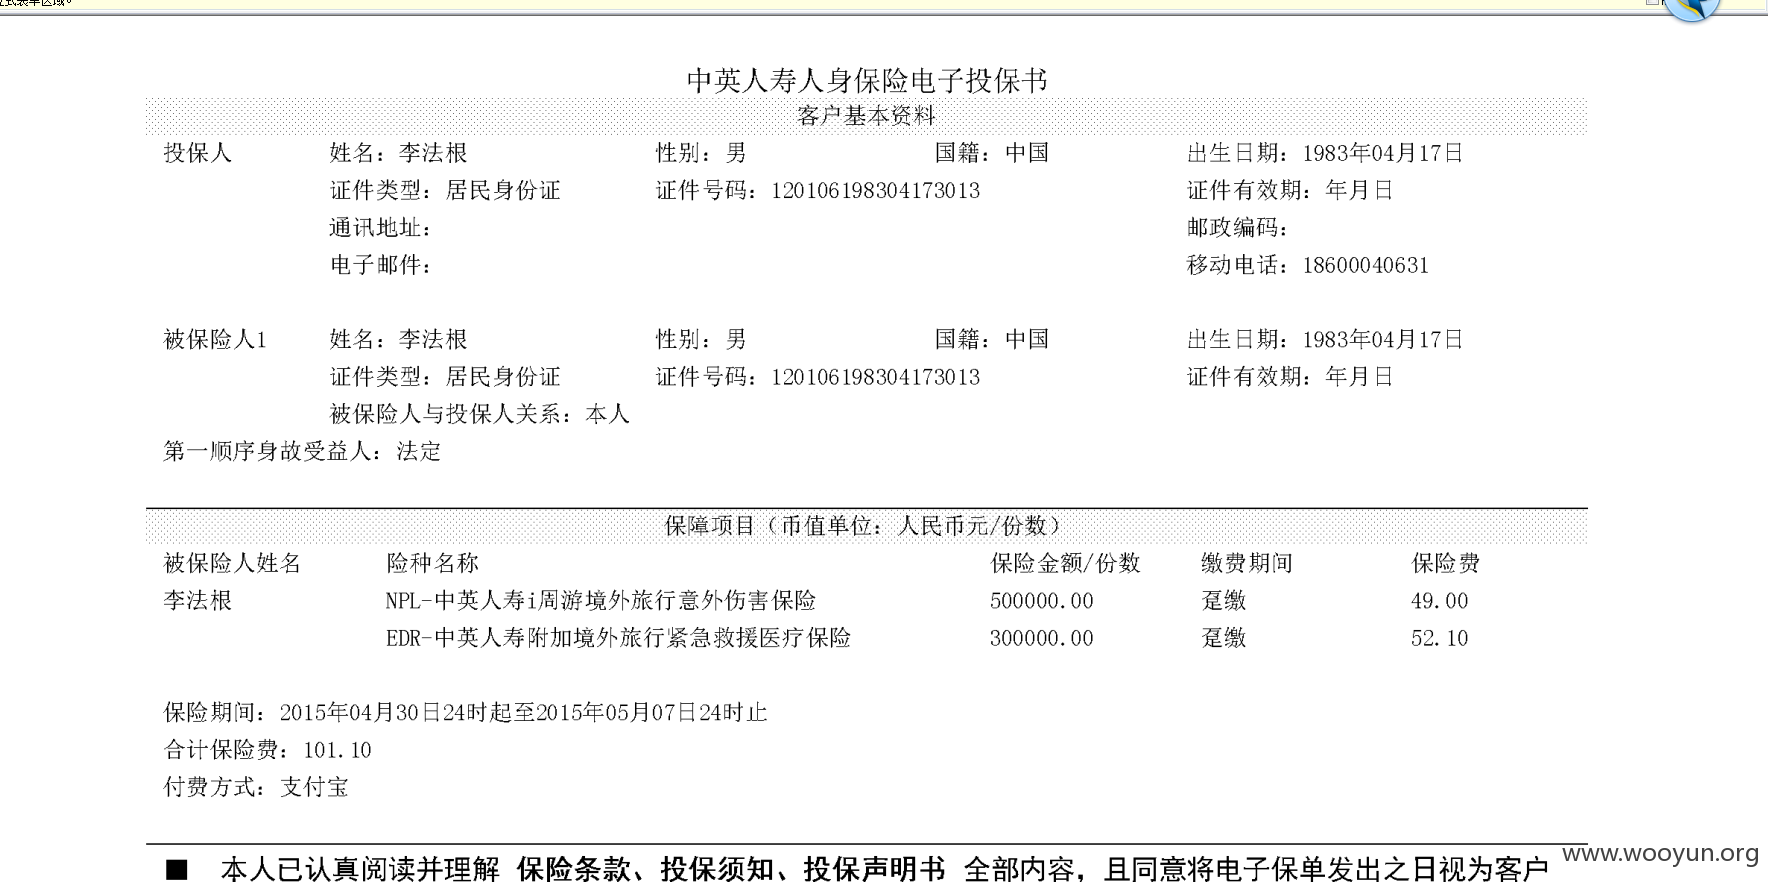 中英人寿人身保险电子投保书
客户基本资料
投保人 姓名：李法根 性别：男 国籍：中国 出生日期：1983年04月17日
证件类型：居民身份证 证件号码：120106198304173013 证件有效期：年月日
通讯地址： 邮政编码：
电子邮件： 移动电话：18600040631
被保险人1 姓名：李法根 性别：男 国籍：中国 出生日期：1983年04月17日
证件类型：居民身份证 证件号码：120106198304173013 证件有效期：年月日
被保险人与投保人关系：本人
第一顺序身故受益人：法定
保障项目（币值单位：人民币元/份数）
被保险人姓名 险种名称 保险金额/份数 缴费期间 保险费
李法根 NPL-中英人寿i周游境外旅行意外伤害保险 500000.00 趸缴 49.00
EDR-中英人寿附加境外旅行紧急救援医疗保险 300000.00 趸缴 52.10
保险期间：2015年04月30日24时起至2015年05月07日24时止
合计保险费：101.10
付费方式：支付宝
■ 本人已认真阅读并理解 保险条款、投保须知、投保声明书 全部内容，且同意将电子保单发出之日视为客户
www.wooyun.org